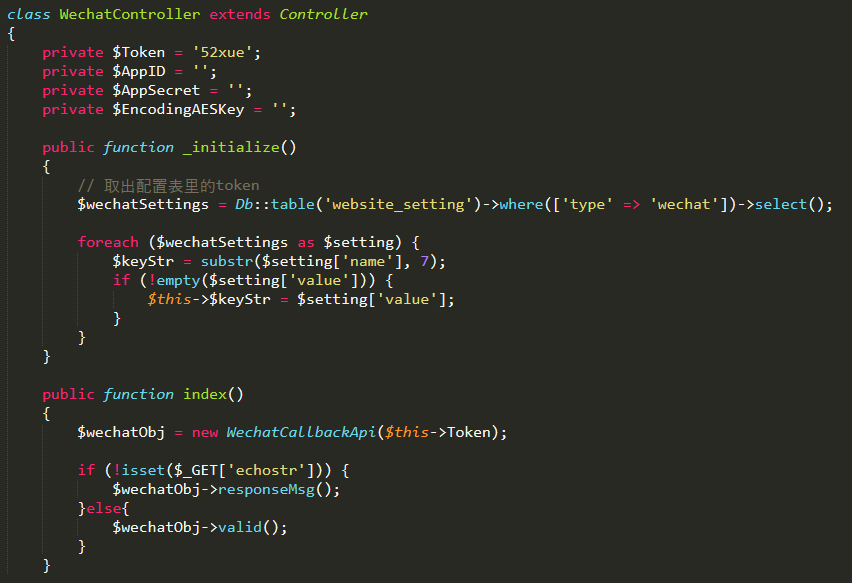 class WechatController extends Controller
{
    private $Token = '52xue';
    private $AppID = '';
    private $AppSecret = '';
    private $EncodingAESKey = '';

    public function _initialize()
    {
        // 取出配置表里的token
        $wechatSettings = Db::table('website_setting')->where(['type' => 'wechat'])->select();

        foreach ($wechatSettings as $setting) {
            $keyStr = substr($setting['name'], 7);
            if (!empty($setting['value'])) {
                $this->$keyStr = $setting['value'];
            }
        }
    }

    public function index()
    {
        $wechatObj = new WechatCallbackApi($this->Token);

        if (!isset($_GET['echostr'])) {
            $wechatObj->responseMsg();
        }else{
            $wechatObj->valid();
        }
    }